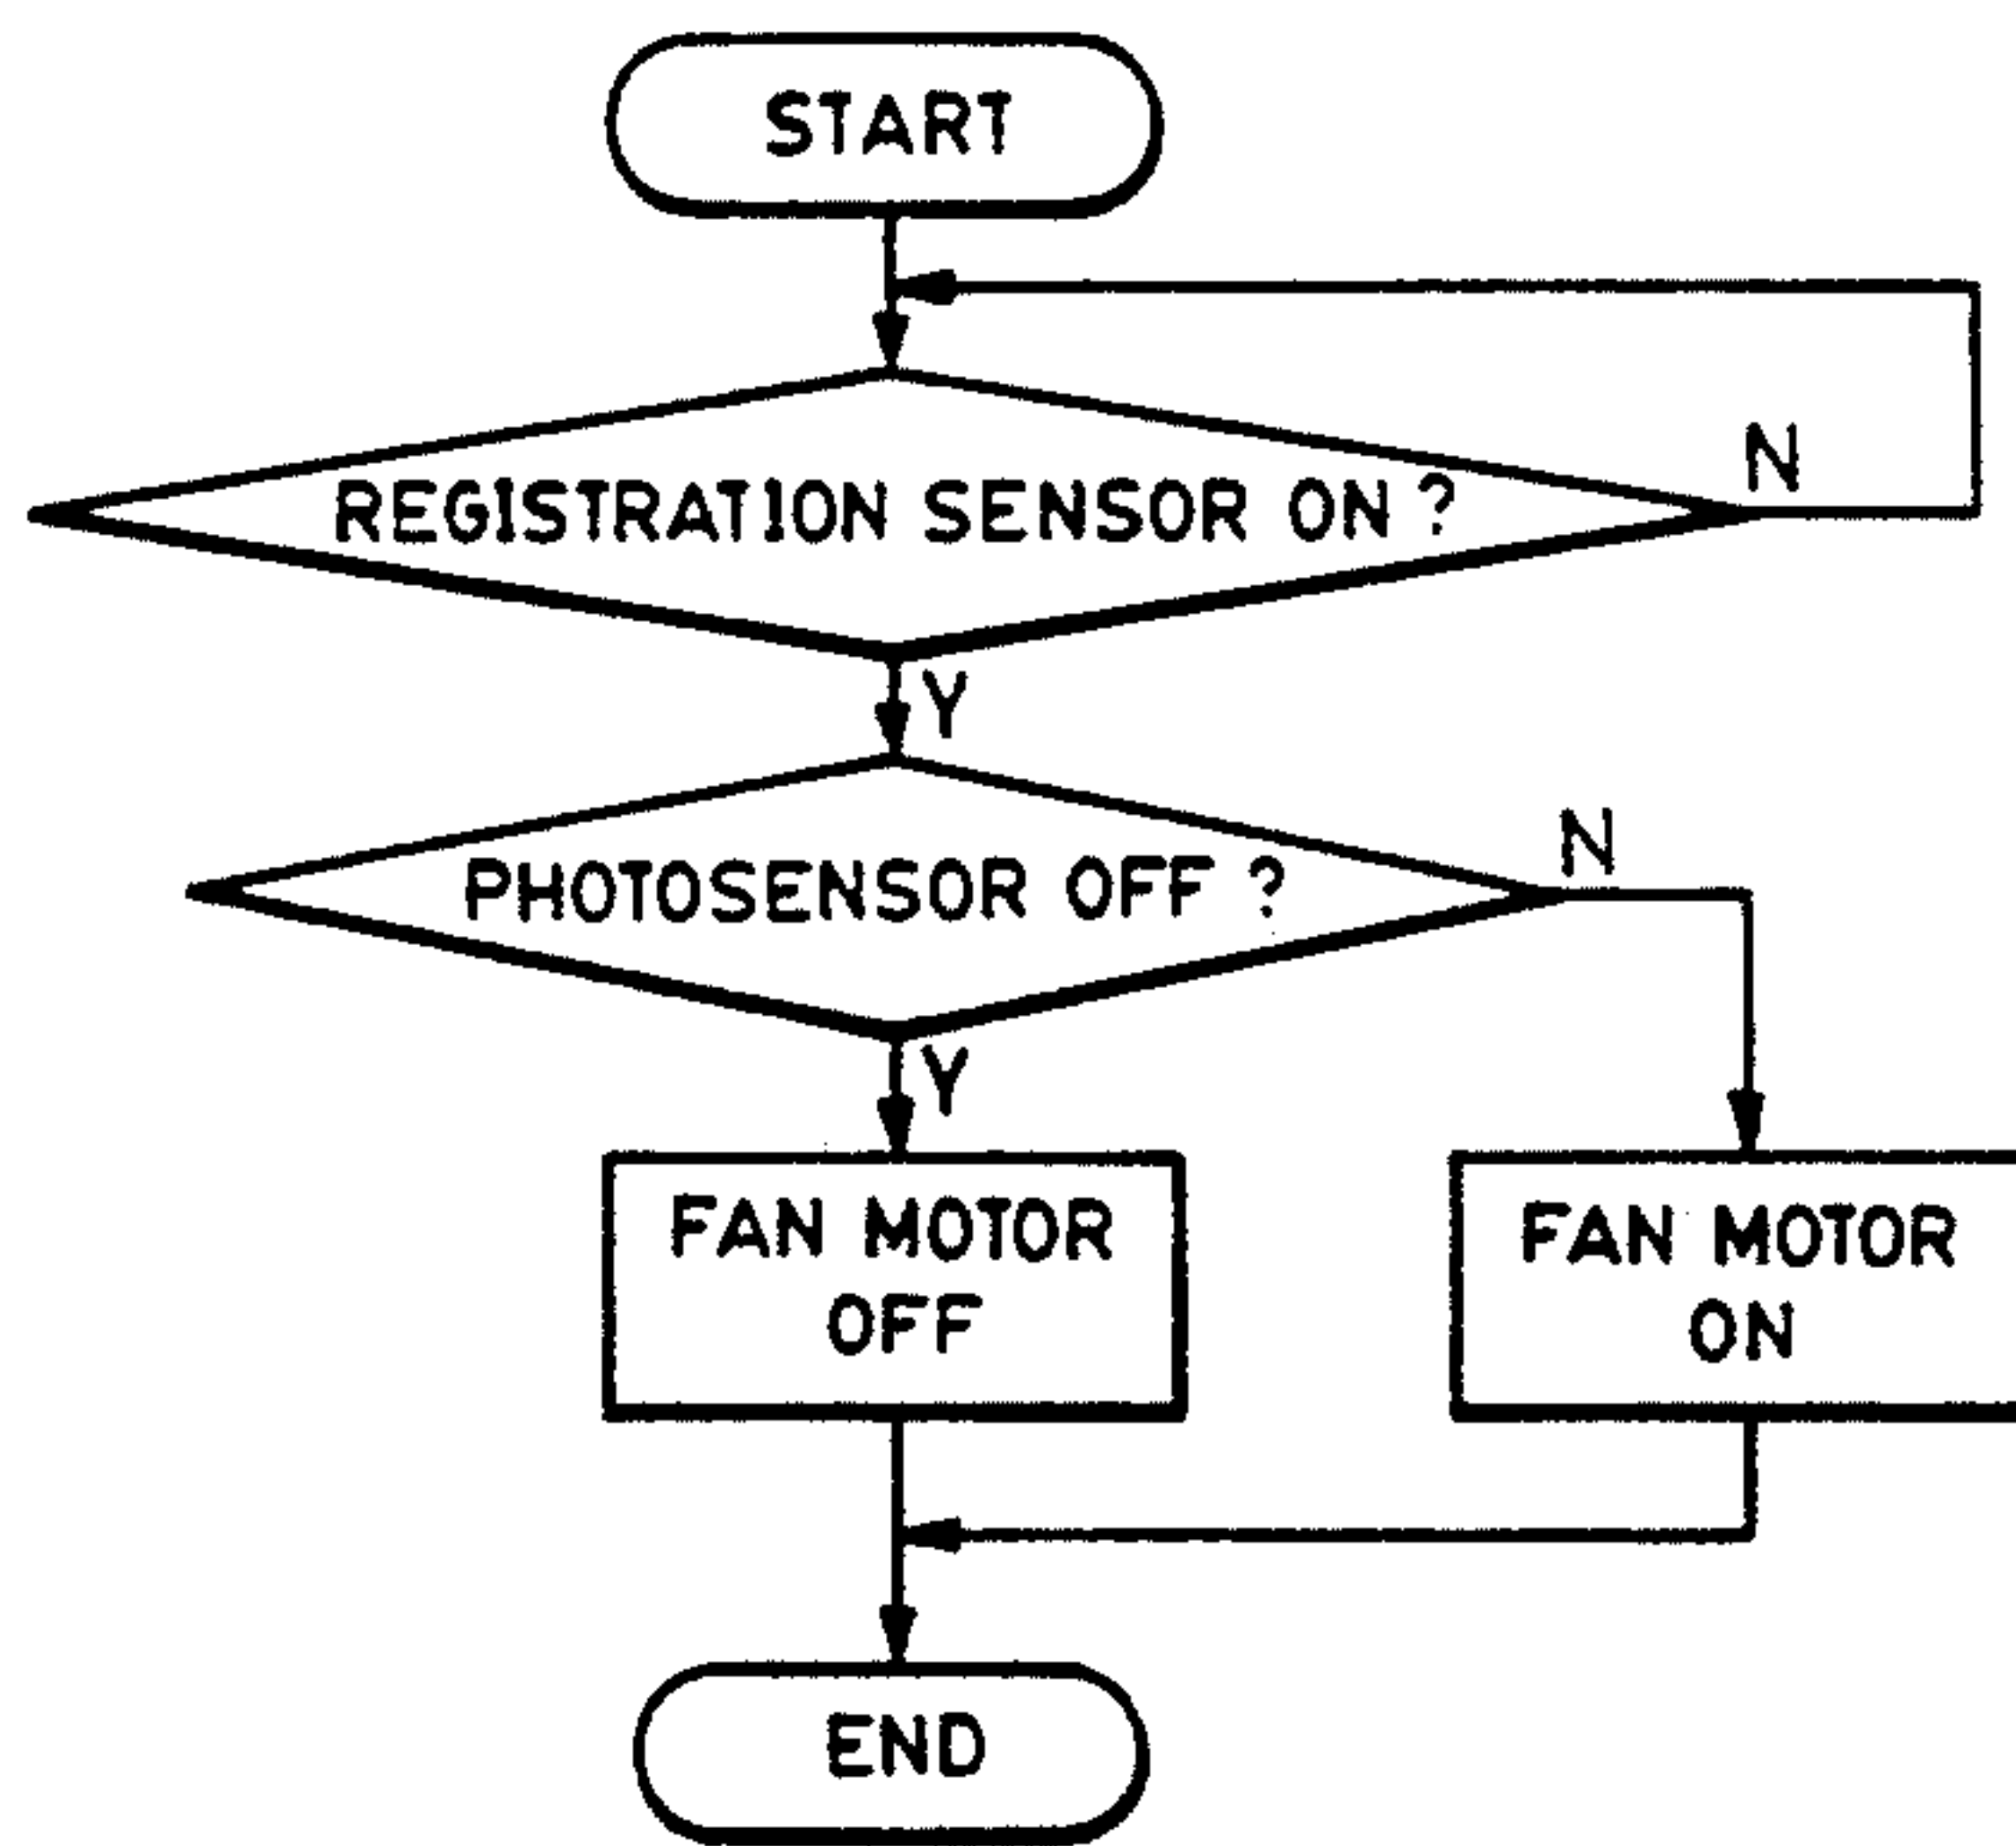 START
N
REGISTRATION SENSOR ON ?
Y
N
PHOTOSENSOR OFF ?
Y
FAN MOTOR
OFF
FAN MOTOR
ON
END